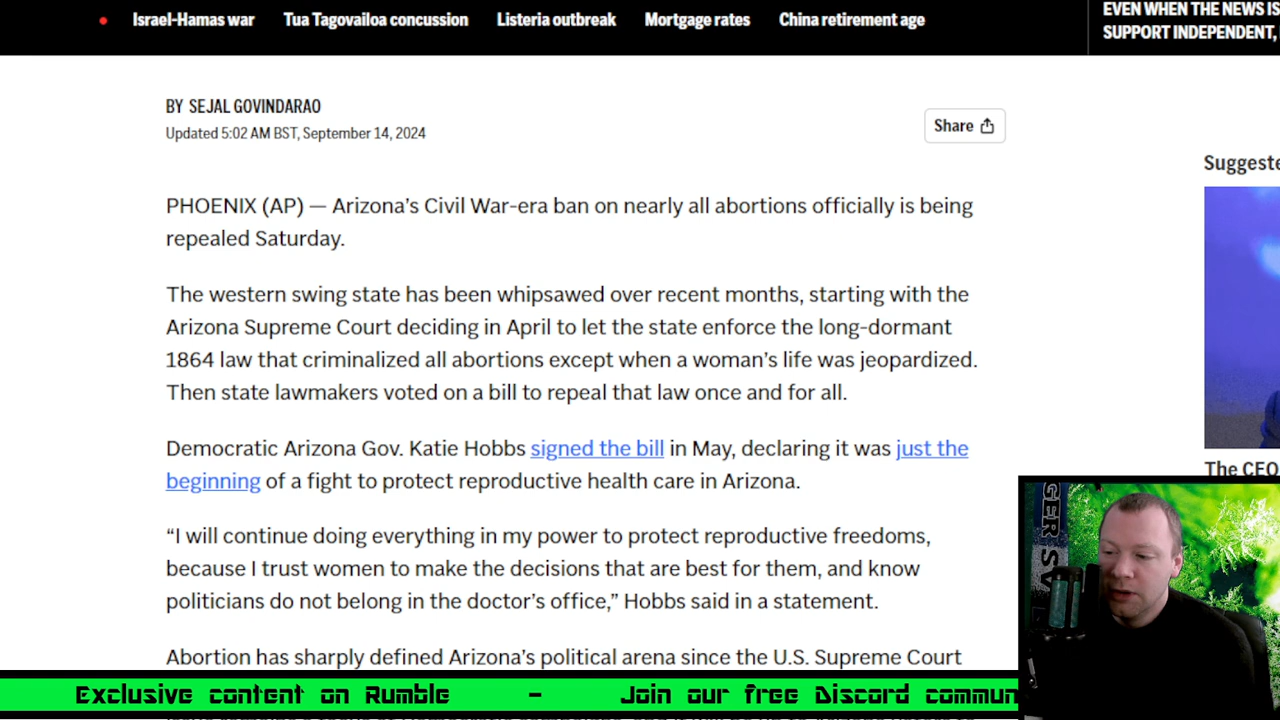 Israel-Hamas war Tua Tagovailoa concussion Listeria outbreak Mortgage rates China retirement age
EVEN WHEN THE NEWS IS
SUPPORT INDEPENDENT,
BY SEJAL GOVINDARAO
Updated 5:02 AM BST, September 14, 2024
Share
PHOENIX (AP) — Arizona’s Civil War-era ban on nearly all abortions officially is being
repealed Saturday.
The western swing state has been whipsawed over recent months, starting with the
Arizona Supreme Court deciding in April to let the state enforce the long-dormant
1864 law that criminalized all abortions except when a woman’s life was jeopardized.
Then state lawmakers voted on a bill to repeal that law once and for all.
Democratic Arizona Gov. Katie Hobbs signed the bill in May, declaring it was just the
beginning of a fight to protect reproductive health care in Arizona.
“I will continue doing everything in my power to protect reproductive freedoms,
because I trust women to make the decisions that are best for them, and know
politicians do not belong in the doctor’s office,” Hobbs said in a statement.
Abortion has sharply defined Arizona’s political arena since the U.S. Supreme Court
Suggeste
The CEO
Exclusive content on Rumble - Join our free Discord commun